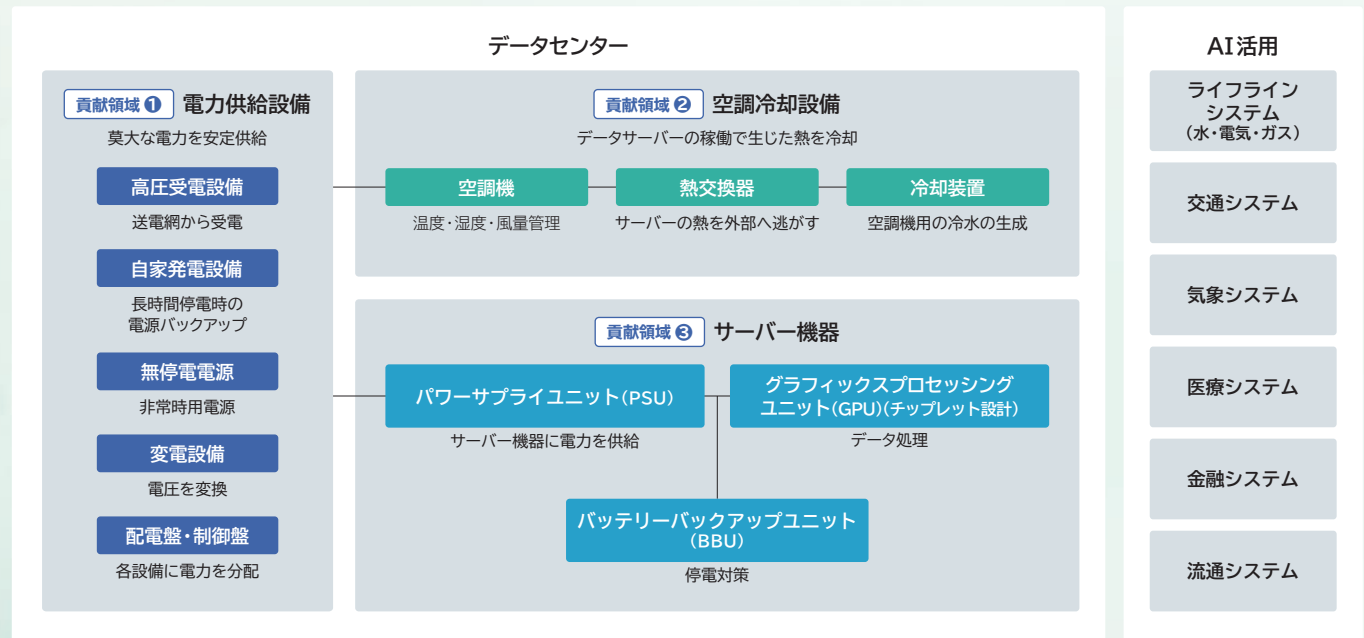 データセンター
貢献領域❶ 電力供給設備
莫大な電力を安定供給
高圧受電設備
送電網から受電
自家発電設備
長時間停電時の
電源バックアップ
無停電電源
非常時用電源
変電設備
電圧を変換
配電盤・制御盤
各設備に電力を分配
貢献領域❷ 空調冷却設備
データサーバーの稼働で生じた熱を冷却
空調機
温度・湿度・風量管理
熱交換器
サーバーの熱を外部へ逃がす
冷却装置
空調機用の冷水の生成
貢献領域❸ サーバー機器
パワーサプライユニット(PSU)
サーバー機器に電力を供給
グラフィックスプロセッシング
ユニット(GPU)(チップレット設計)
データ処理
バッテリーバックアップユニット
(BBU)
停電対策
AI活用
ライフライン
システム
(水・電気・ガス)
交通システム
気象システム
医療システム
金融システム
流通システム